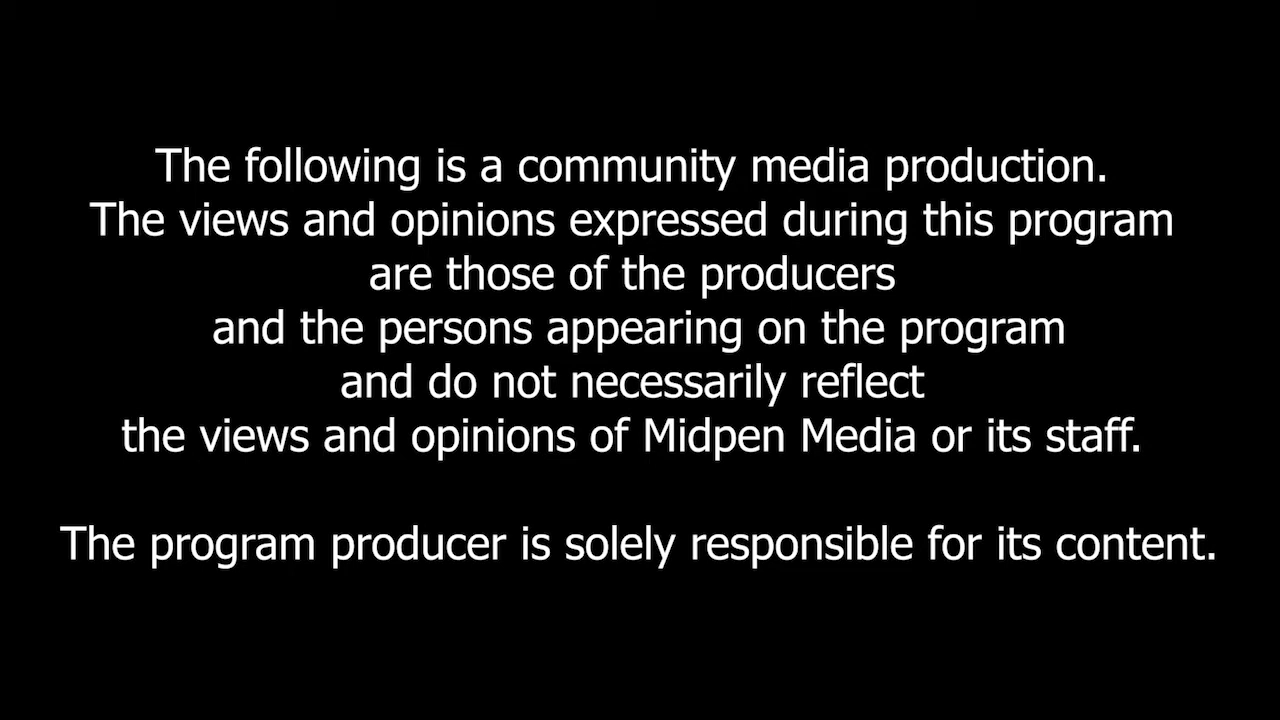 The following is a community media production.
The views and opinions expressed during this program
are those of the producers
and the persons appearing on the program
and do not necessarily reflect
the views and opinions of Midpen Media or its staff.
The program producer is solely responsible for its content.